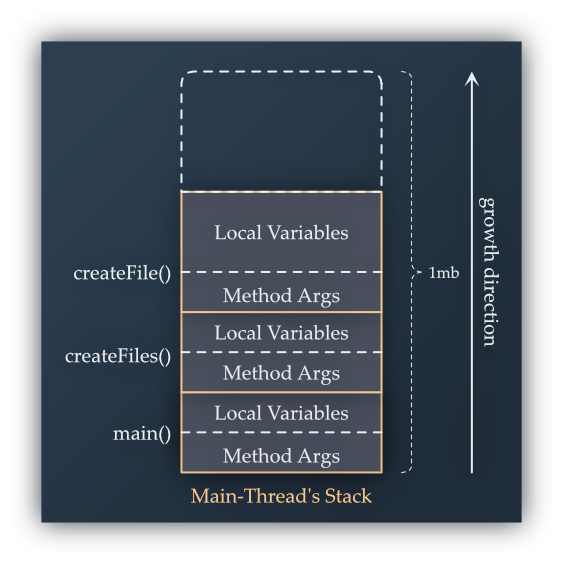 Local Variables
createFile()
Method Args
Local Variables
createFiles()
Method Args
Local Variables
main()
Method Args
1mb
growth direction
Main-Thread's Stack